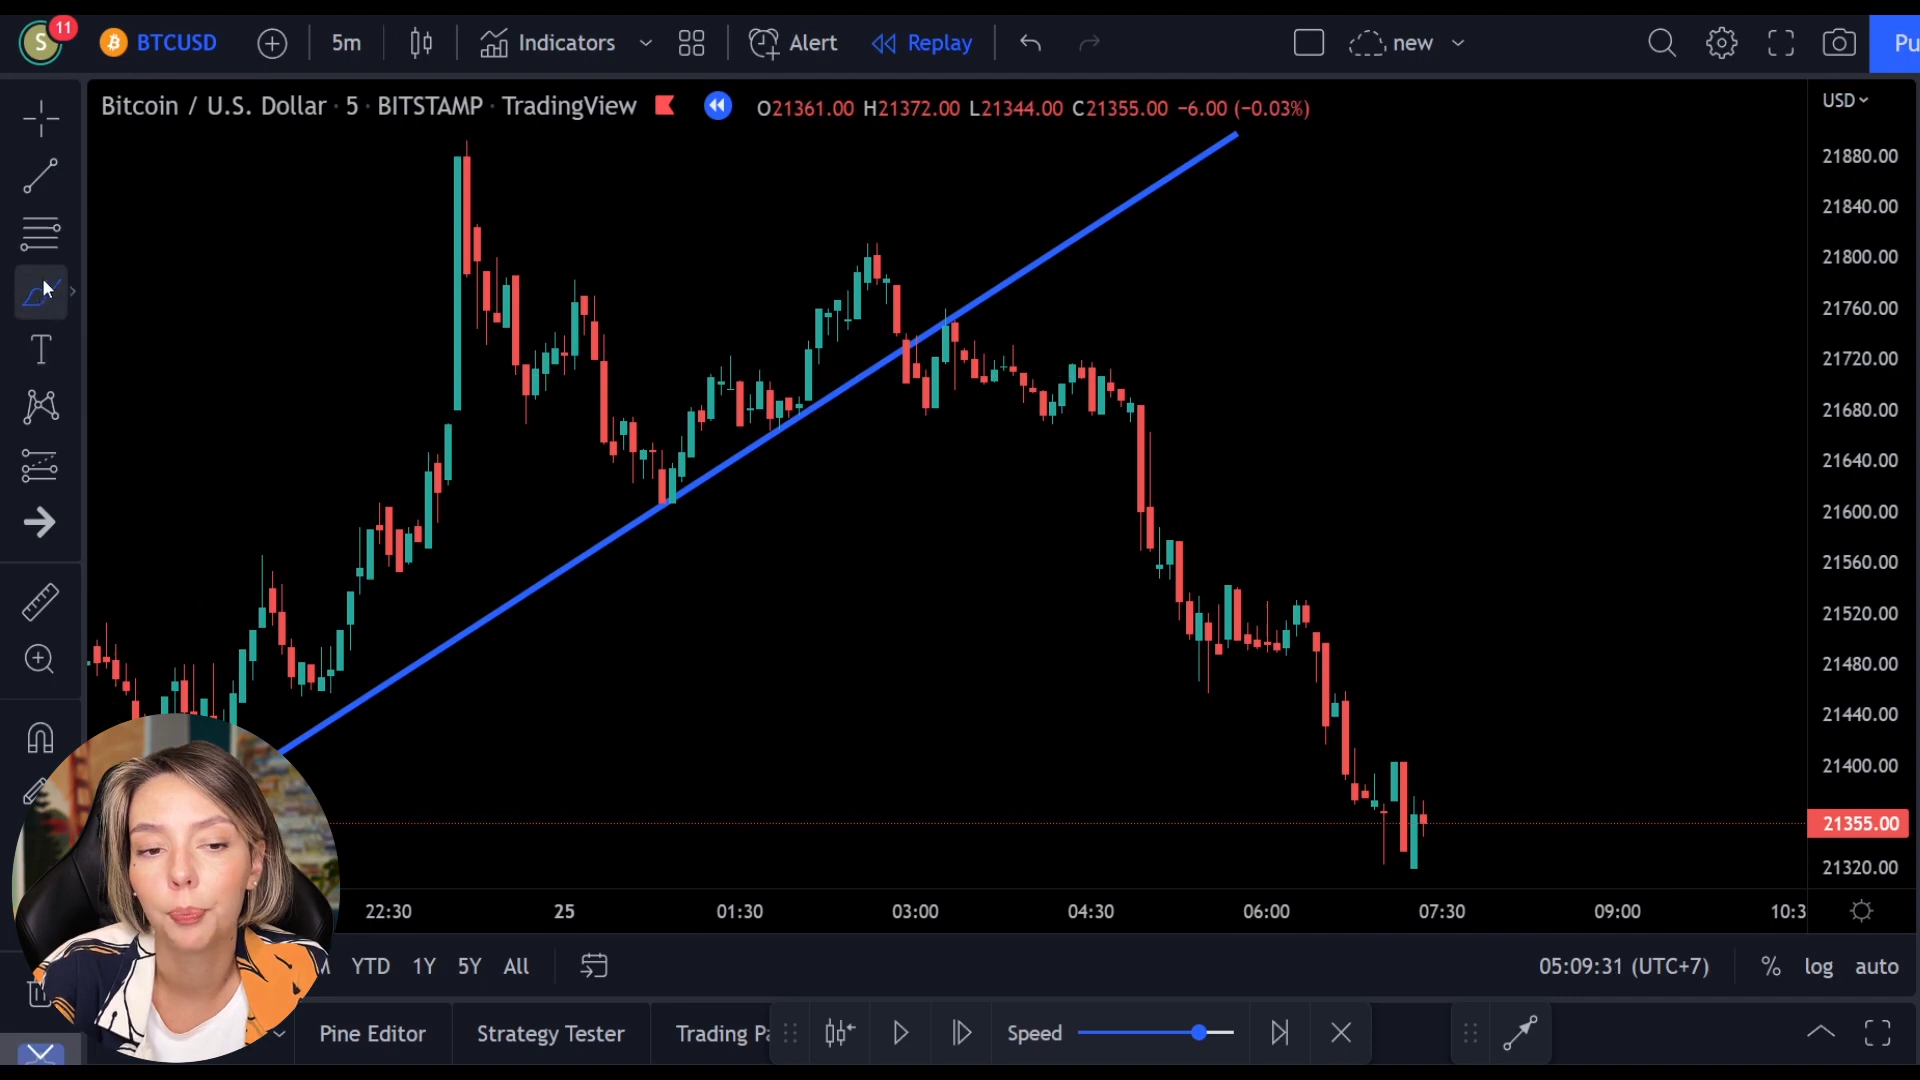 S 11 BTCUSD 5m Indicators Alert Replay new Pu
Bitcoin / U.S. Dollar · 5 · BITSTAMP · TradingView O21361.00 H21372.00 L21344.00 C21355.00 −6.00 (−0.03%)
USD
21880.00
21840.00
21800.00
21760.00
21720.00
21680.00
21640.00
21600.00
21560.00
21520.00
21480.00
21440.00
21400.00
21355.00
21320.00
22:30 25 01:30 03:00 04:30 06:00 07:30 09:00 10:3
YTD 1Y 5Y All 05:09:31 (UTC+7) % log auto
Pine Editor Strategy Tester Trading Pa Speed